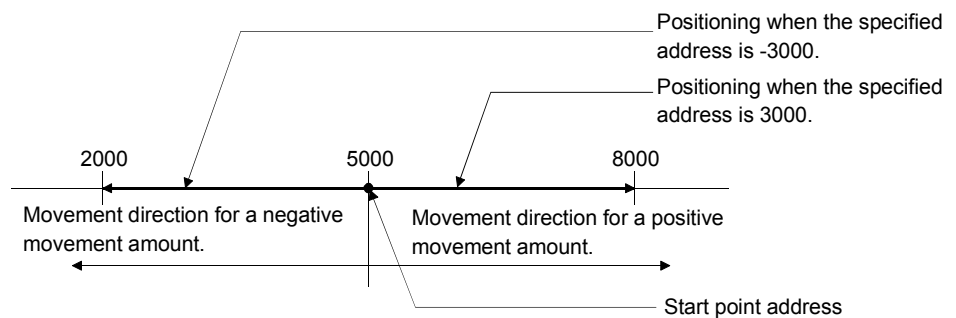 Positioning when the specified
address is -3000.
Positioning when the specified
address is 3000.
2000 5000 8000
Movement direction for a negative
movement amount.
Movement direction for a positive
movement amount.
Start point address